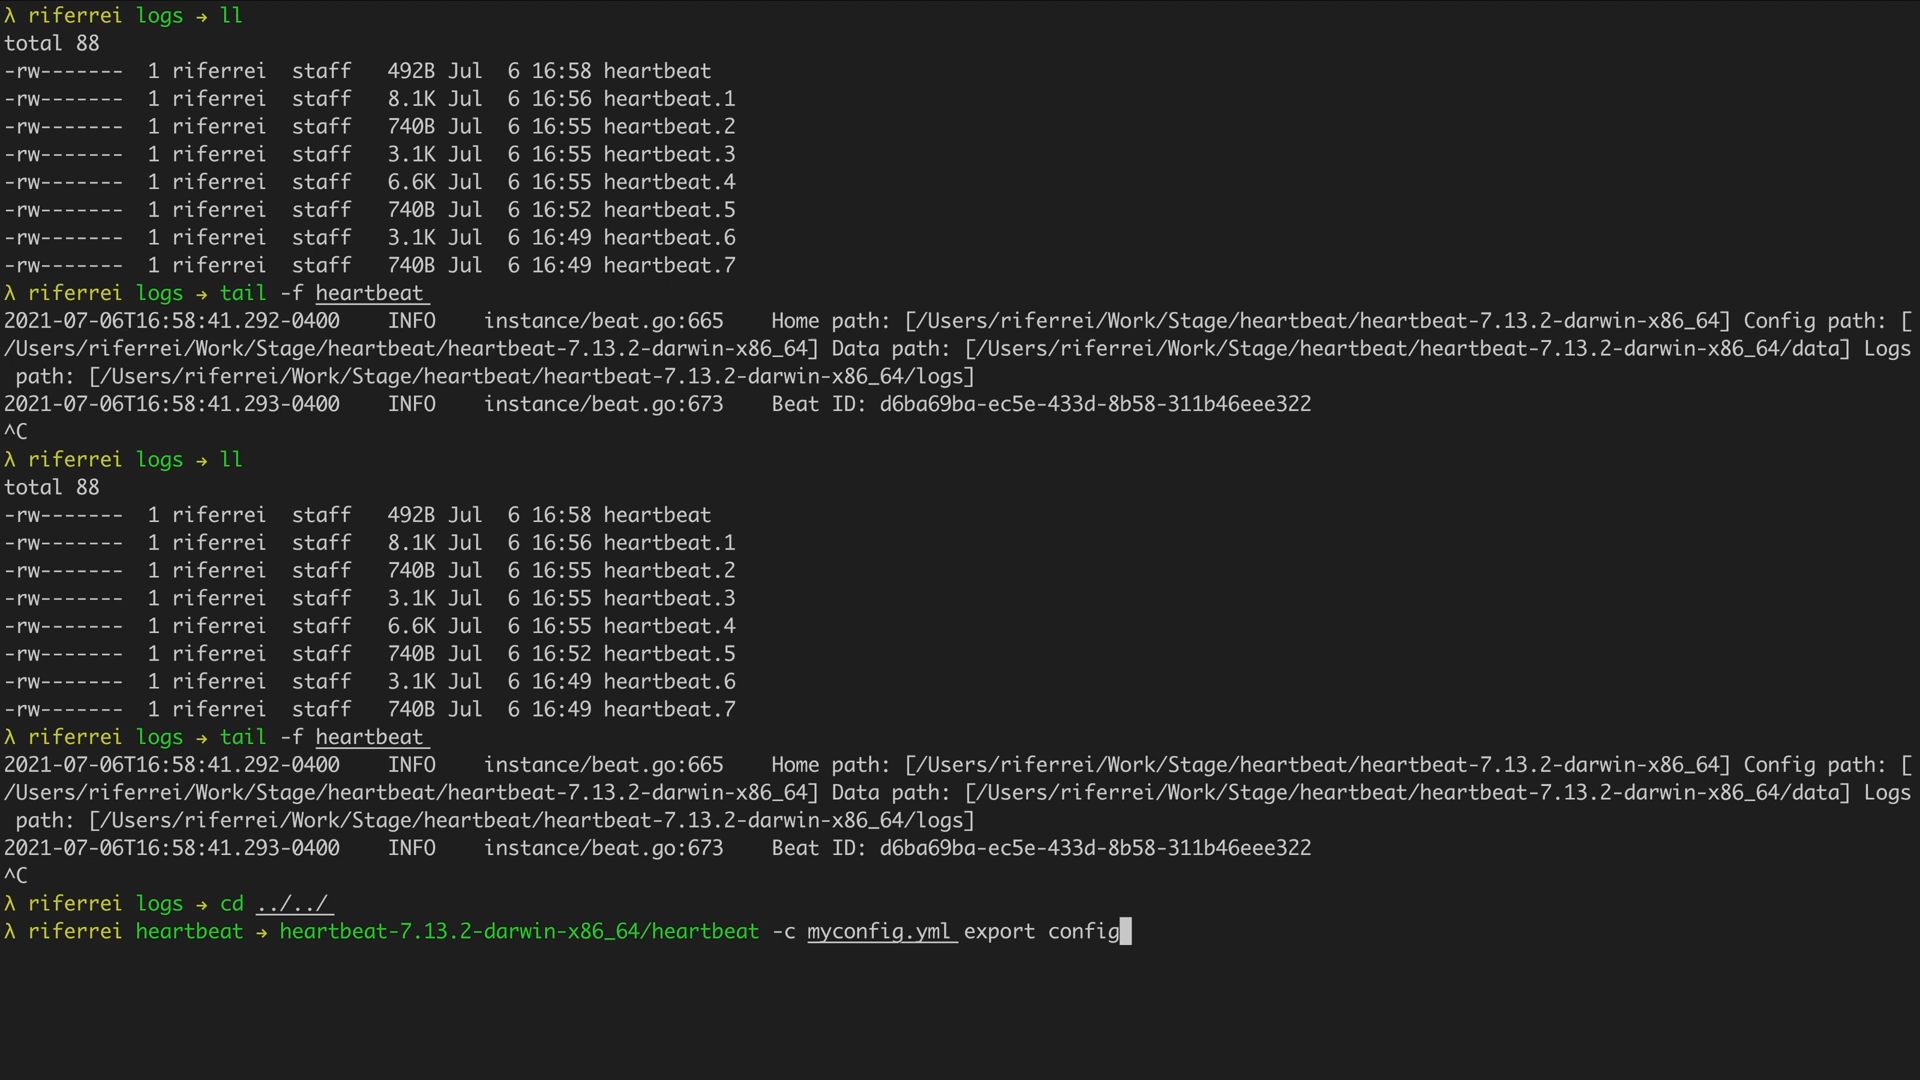 λ riferrei logs → ll
total 88
-rw-------  1 riferrei  staff   492B Jul  6 16:58 heartbeat
-rw-------  1 riferrei  staff   8.1K Jul  6 16:56 heartbeat.1
-rw-------  1 riferrei  staff   740B Jul  6 16:55 heartbeat.2
-rw-------  1 riferrei  staff   3.1K Jul  6 16:55 heartbeat.3
-rw-------  1 riferrei  staff   6.6K Jul  6 16:55 heartbeat.4
-rw-------  1 riferrei  staff   740B Jul  6 16:52 heartbeat.5
-rw-------  1 riferrei  staff   3.1K Jul  6 16:49 heartbeat.6
-rw-------  1 riferrei  staff   740B Jul  6 16:49 heartbeat.7
λ riferrei logs → tail -f heartbeat
2021-07-06T16:58:41.292-0400    INFO    instance/beat.go:665    Home path: [/Users/riferrei/Work/Stage/heartbeat/heartbeat-7.13.2-darwin-x86_64] Config path: [
/Users/riferrei/Work/Stage/heartbeat/heartbeat-7.13.2-darwin-x86_64] Data path: [/Users/riferrei/Work/Stage/heartbeat/heartbeat-7.13.2-darwin-x86_64/data] Logs
 path: [/Users/riferrei/Work/Stage/heartbeat/heartbeat-7.13.2-darwin-x86_64/logs]
2021-07-06T16:58:41.293-0400    INFO    instance/beat.go:673    Beat ID: d6ba69ba-ec5e-433d-8b58-311b46eee322
^C
λ riferrei logs → ll
total 88
-rw-------  1 riferrei  staff   492B Jul  6 16:58 heartbeat
-rw-------  1 riferrei  staff   8.1K Jul  6 16:56 heartbeat.1
-rw-------  1 riferrei  staff   740B Jul  6 16:55 heartbeat.2
-rw-------  1 riferrei  staff   3.1K Jul  6 16:55 heartbeat.3
-rw-------  1 riferrei  staff   6.6K Jul  6 16:55 heartbeat.4
-rw-------  1 riferrei  staff   740B Jul  6 16:52 heartbeat.5
-rw-------  1 riferrei  staff   3.1K Jul  6 16:49 heartbeat.6
-rw-------  1 riferrei  staff   740B Jul  6 16:49 heartbeat.7
λ riferrei logs → tail -f heartbeat
2021-07-06T16:58:41.292-0400    INFO    instance/beat.go:665    Home path: [/Users/riferrei/Work/Stage/heartbeat/heartbeat-7.13.2-darwin-x86_64] Config path: [
/Users/riferrei/Work/Stage/heartbeat/heartbeat-7.13.2-darwin-x86_64] Data path: [/Users/riferrei/Work/Stage/heartbeat/heartbeat-7.13.2-darwin-x86_64/data] Logs
 path: [/Users/riferrei/Work/Stage/heartbeat/heartbeat-7.13.2-darwin-x86_64/logs]
2021-07-06T16:58:41.293-0400    INFO    instance/beat.go:673    Beat ID: d6ba69ba-ec5e-433d-8b58-311b46eee322
^C
λ riferrei logs → cd ../../
λ riferrei heartbeat → heartbeat-7.13.2-darwin-x86_64/heartbeat -c myconfig.yml export config